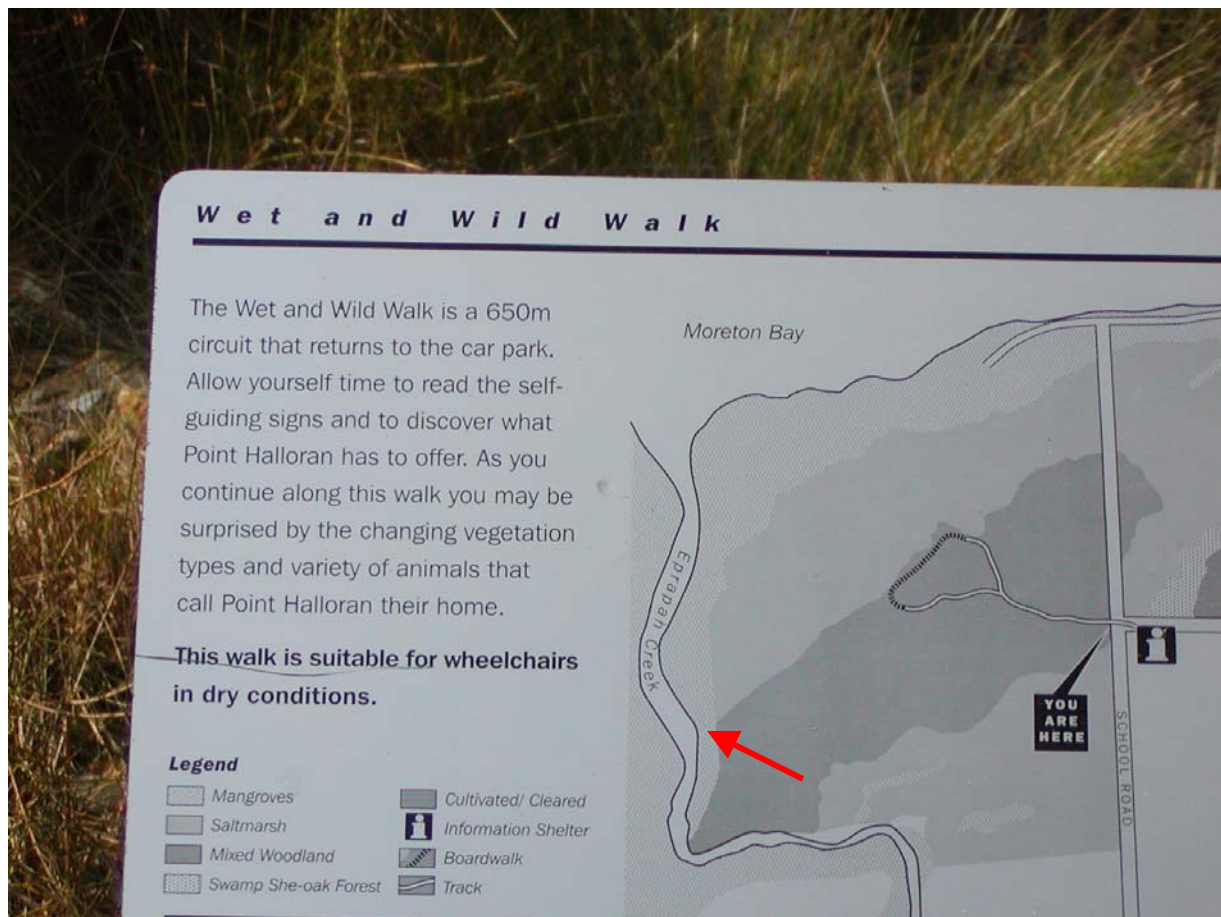 Wet and Wild Walk
The Wet and Wild Walk is a 650m
circuit that returns to the car park.
Allow yourself time to read the self-
guiding signs and to discover what
Point Halloran has to offer. As you
continue along this walk you may be
surprised by the changing vegetation
types and variety of animals that
call Point Halloran their home.
This walk is suitable for wheelchairs
in dry conditions.
Legend
Mangroves
Saltmarsh
Mixed Woodland
Swamp She-oak Forest
Cultivated/ Cleared
Information Shelter
Boardwalk
Track
Moreton Bay
Eprapan Creek
i
YOU
ARE
HERE
SCHOOL ROAD